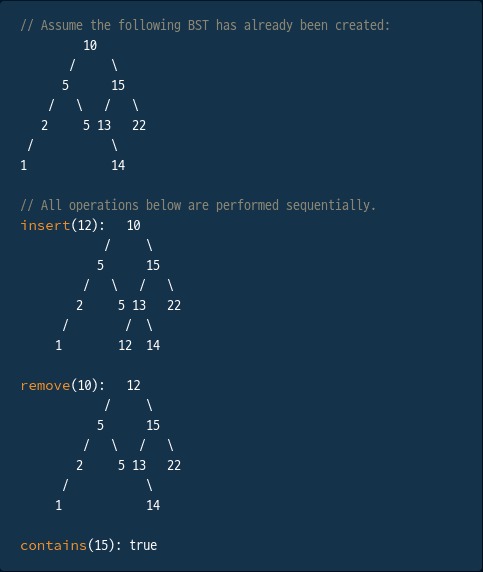 // Assume the following BST has already been created:
         10
       /     \
      5      15
    /   \   /   \
   2     5 13   22
 /            \
1            14

// All operations below are performed sequentially.
insert(12):   10
            /     \
           5      15
         /   \   /   \
        2     5 13   22
      /        /  \
     1        12  14

remove(10):   12
            /     \
           5      15
         /   \   /   \
        2     5 13   22
      /           \
     1            14

contains(15): true